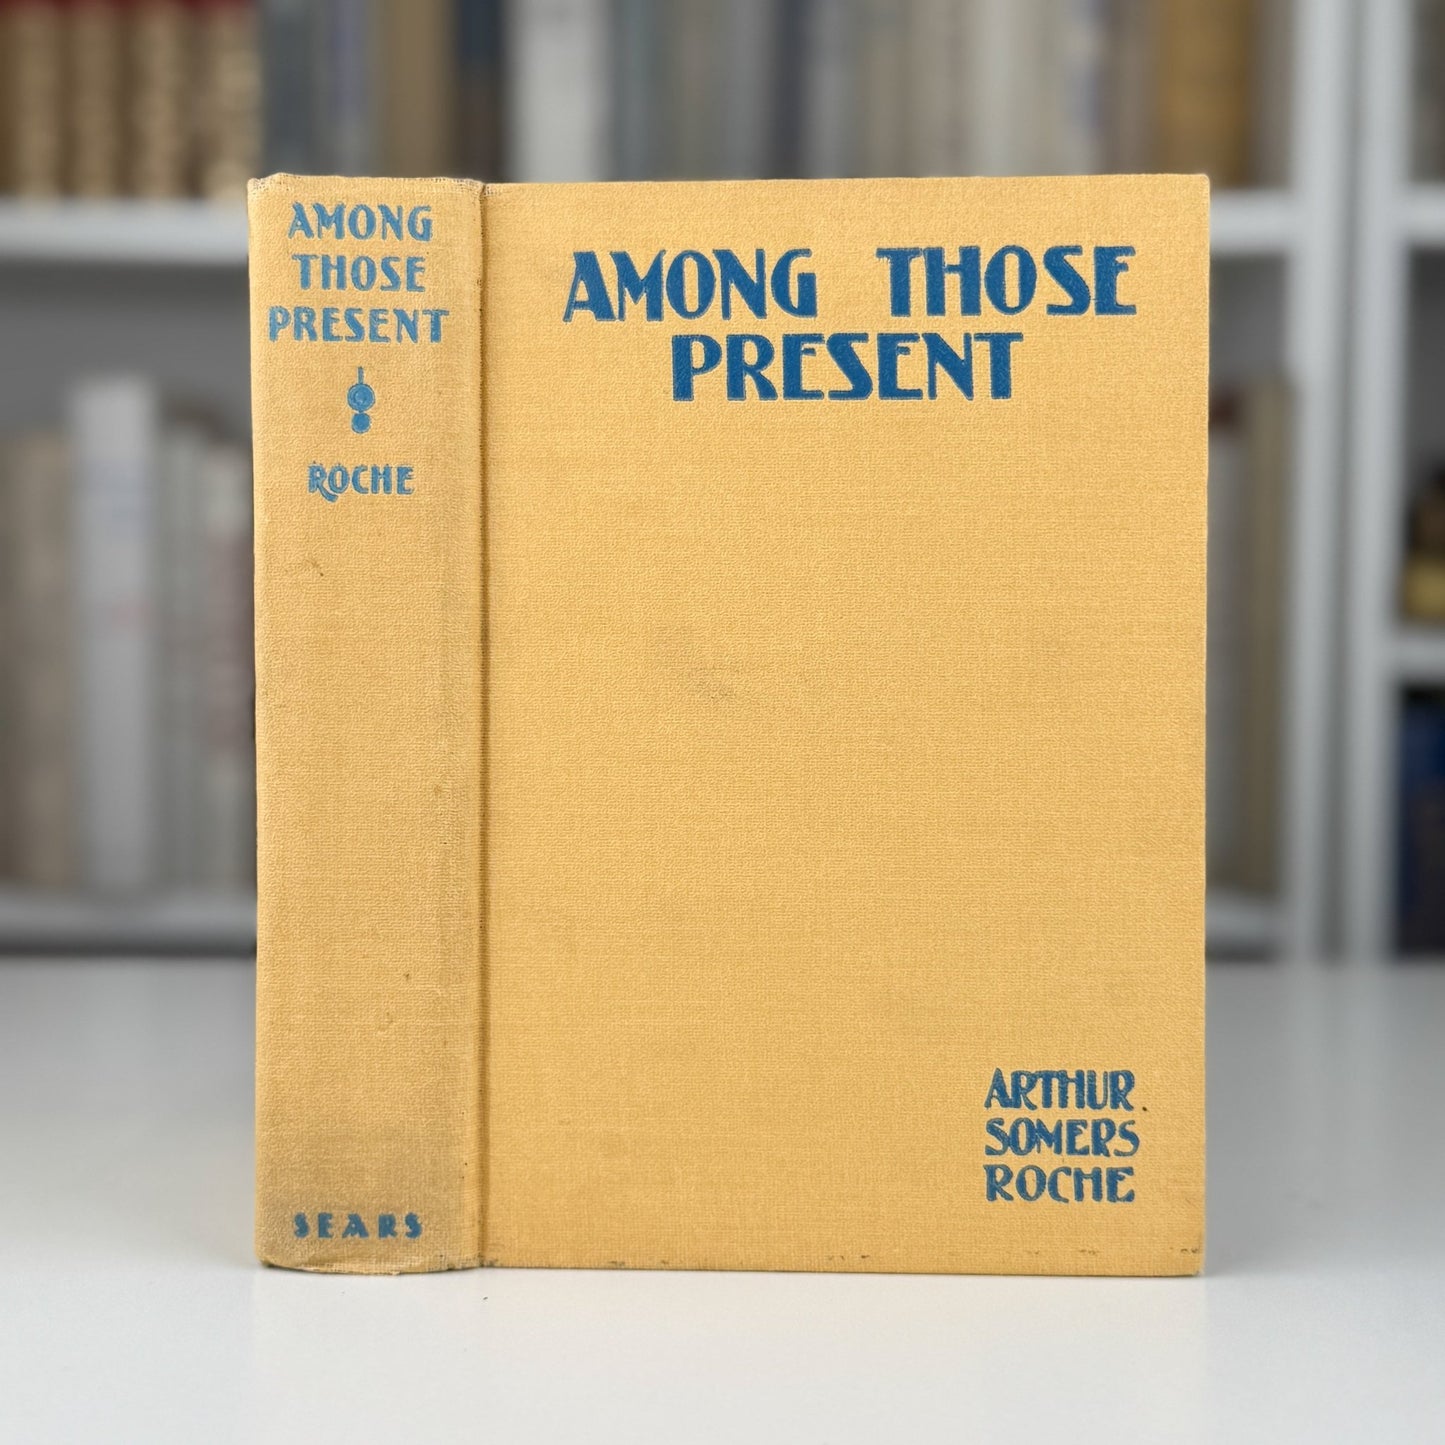 AMONG
THOSE
PRESENT
ROCHE
SEARS
AMONG THOSE
PRESENT
ARTHUR
SOMERS
ROCHE